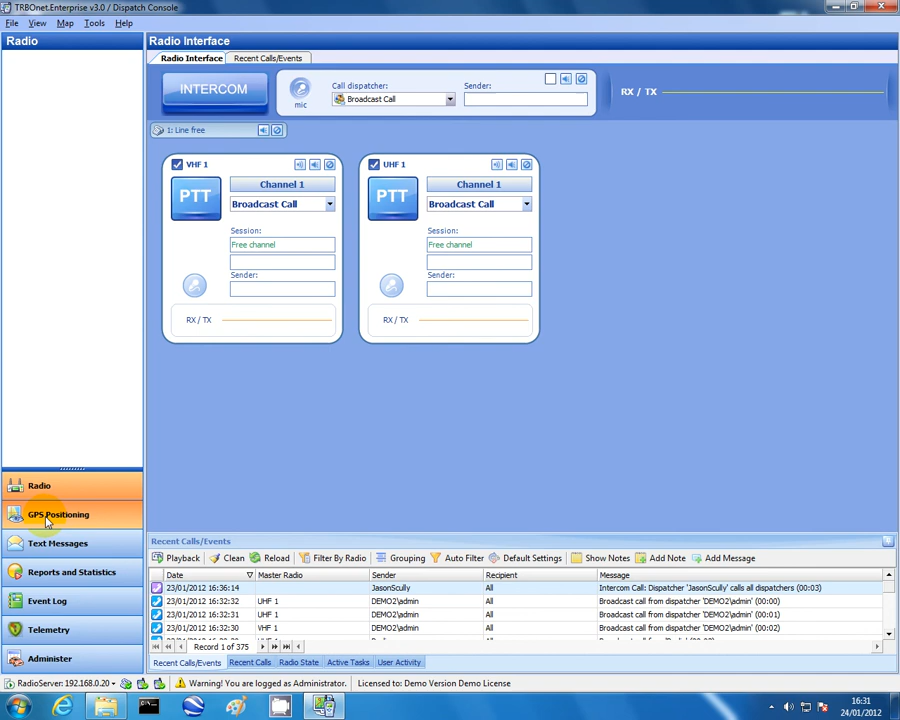 TRBOnet.Enterprise v3.0 / Dispatch Console
File View Map Tools Help
Radio
Radio Interface
Radio Interface Recent Calls/Events
INTERCOM
mic
Call dispatcher:
Broadcast Call
Sender:
RX / TX
1: Line free
VHF 1
PTT
Channel 1
Broadcast Call
Session:
Free channel
Sender:
RX / TX
UHF 1
PTT
Channel 1
Broadcast Call
Session:
Free channel
Sender:
RX / TX
Radio
GPS Positioning
Text Messages
Reports and Statistics
Event Log
Telemetry
Administer
Recent Calls/Events
Playback Clean Reload Filter By Radio Grouping Auto Filter Default Settings Show Notes Add Note Add Message
Date Master Radio Sender Recipient Message
23/01/2012 16:36:14 JasonScully All Intercom Call: Dispatcher 'JasonScully' calls all dispatchers (00:03)
23/01/2012 16:32:32 UHF 1 DEMO2\admin All Broadcast call from dispatcher 'DEMO2\admin' (00:00)
23/01/2012 16:32:31 UHF 1 DEMO2\admin All Broadcast call from dispatcher 'DEMO2\admin' (00:01)
23/01/2012 16:32:30 VHF 1 DEMO2\admin All Broadcast call from dispatcher 'DEMO2\admin' (00:02)
Record 1 of 375
Recent Calls/Events Recent Calls Radio State Active Tasks User Activity
RadioServer: 192.168.0.20 Warning! You are logged as Administrator. Licensed to: Demo Version Demo License
16:31
24/01/2012